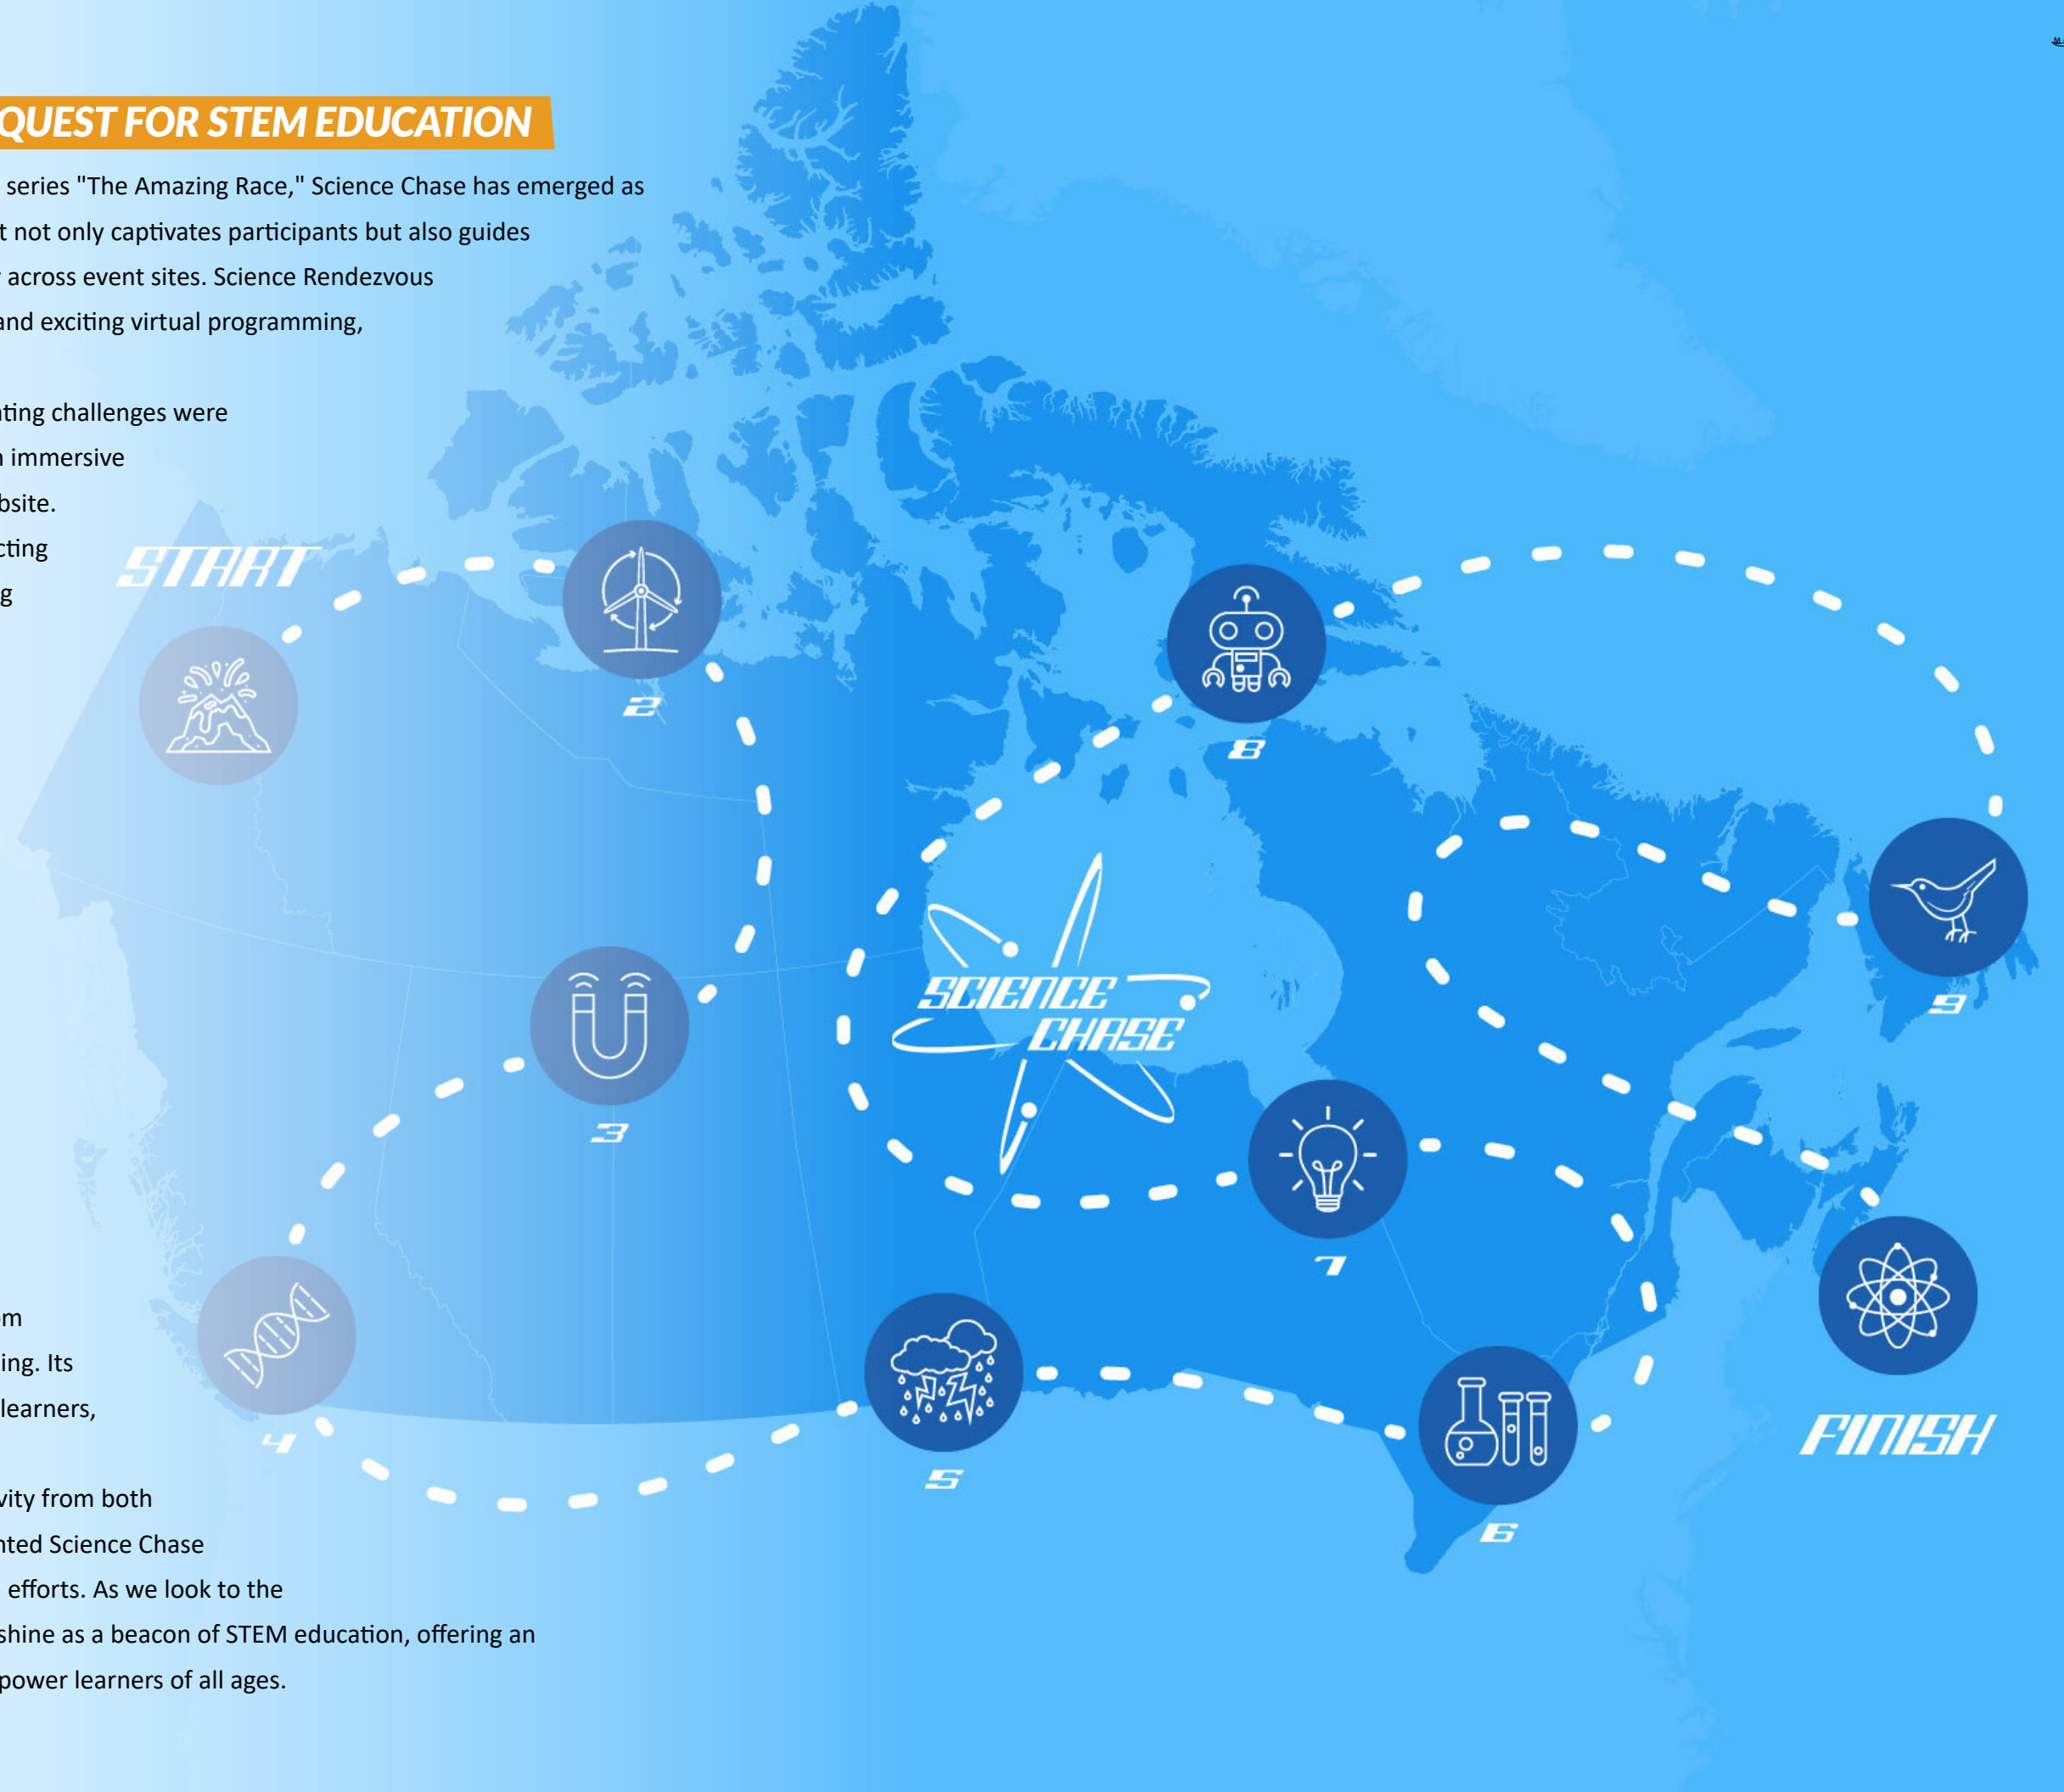 QUEST FOR STEM EDUCATION
series "The Amazing Race," Science Chase has emerged as
t not only captivates participants but also guides
across event sites. Science Rendezvous
and exciting virtual programming,
ating challenges were
immersive
bsite.
cting
g
START
2
8
3
SCIENCE
CHASE
9
7
4
5
6
FINISH
om
ing. Its
learners,
vity from both
nted Science Chase
efforts. As we look to the
shine as a beacon of STEM education, offering an
power learners of all ages.